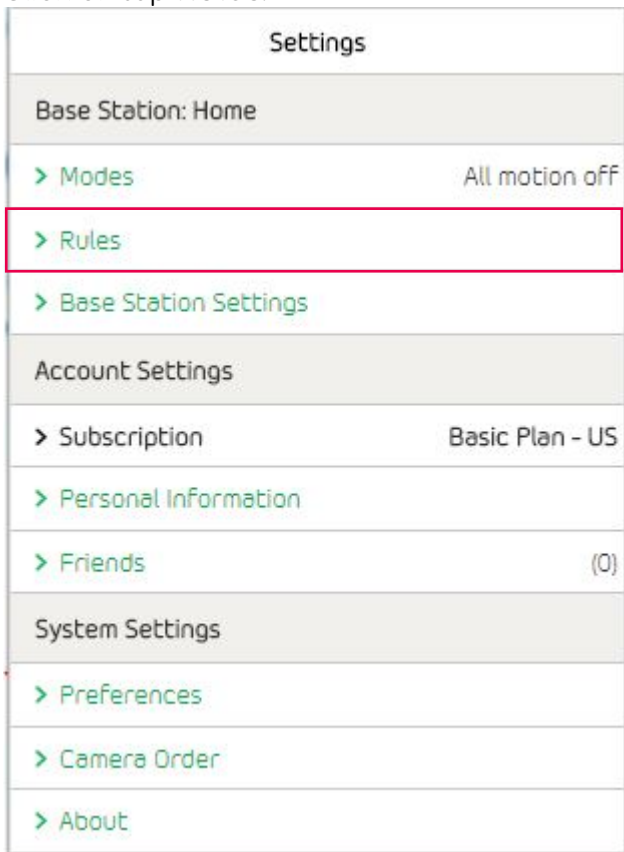 Settings
Base Station: Home
> Modes All motion off
> Rules
> Base Station Settings
Account Settings
> Subscription Basic Plan - US
> Personal Information
> Friends (0)
System Settings
> Preferences
> Camera Order
> About